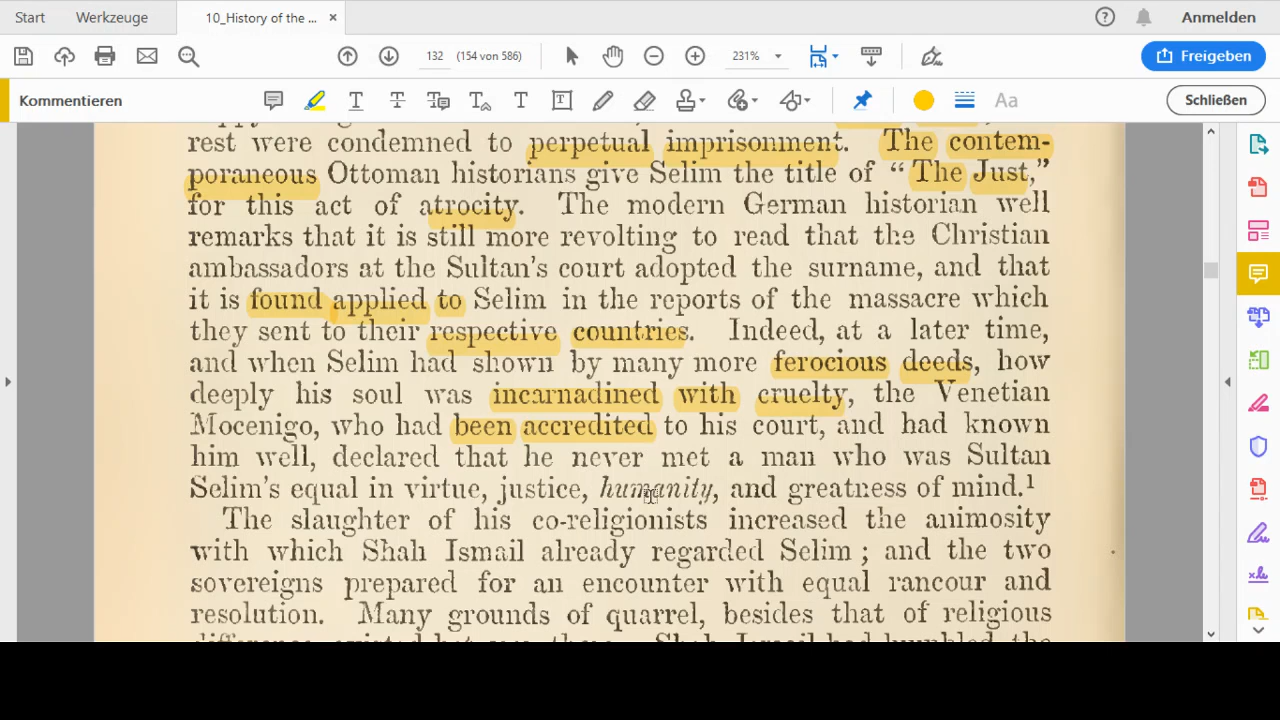 Start Werkzeuge 10_History of the ... × Anmelden
132 (154 von 586) 231% Freigeben
Kommentieren Aa Schließen
rest were condemned to perpetual imprisonment. The contem-
poraneous Ottoman historians give Selim the title of “The Just,”
for this act of atrocity. The modern German historian well
remarks that it is still more revolting to read that the Christian
ambassadors at the Sultan's court adopted the surname, and that
it is found applied to Selim in the reports of the massacre which
they sent to their respective countries. Indeed, at a later time,
and when Selim had shown by many more ferocious deeds, how
deeply his soul was incarnadined with cruelty, the Venetian
Mocenigo, who had been accredited to his court, and had known
him well, declared that he never met a man who was Sultan
Selim's equal in virtue, justice, humanity, and greatness of mind.¹
The slaughter of his co-religionists increased the animosity
with which Shah Ismail already regarded Selim ; and the two
sovereigns prepared for an encounter with equal rancour and
resolution. Many grounds of quarrel, besides that of religious